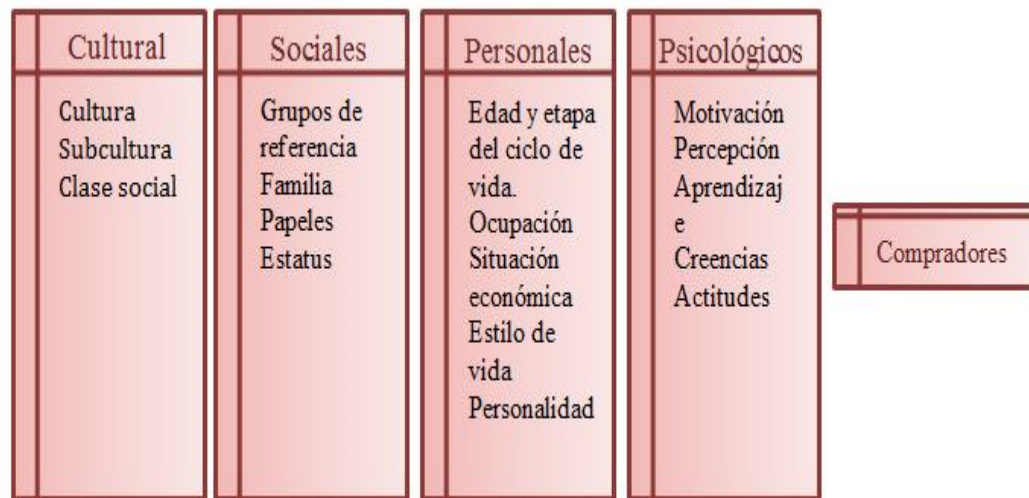 Cultural
Cultura
Subcultura
Clase social
Sociales
Grupos de
referencia
Familia
Papeles
Estatus
Personales
Edad y etapa
del ciclo de
vida.
Ocupación
Situación
económica
Estilo de
vida
Personalidad
Psicológicos
Motivación
Percepción
Aprendizaj
e
Creencias
Actitudes
Compradores